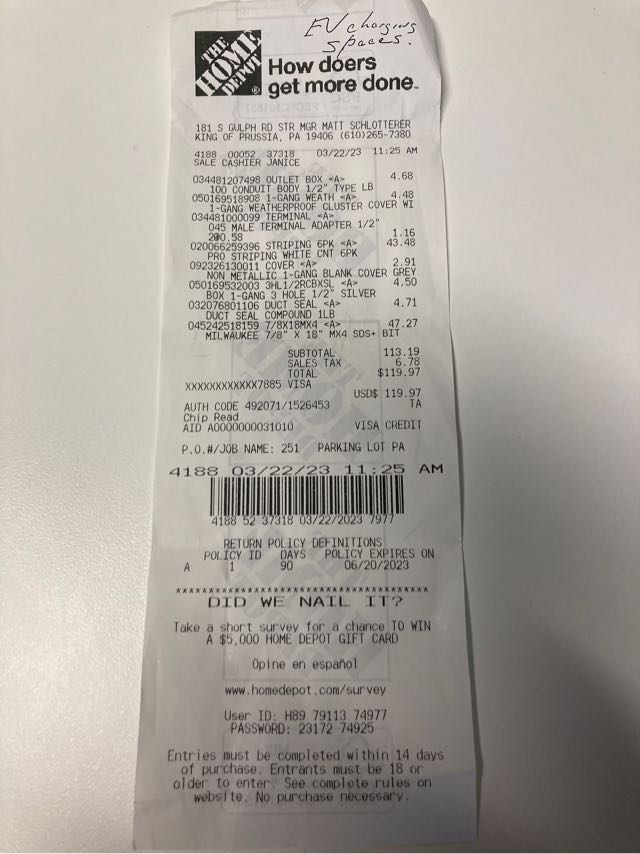 EV charging
spaces.
THE
HOME
DEPOT
How doers
get more done™
181 S GULPH RD STR MGR MATT SCHLOTTERER
KING OF PRUSSIA, PA 19406 (610)265-7380
4188 00052 37318 03/22/23 11:25 AM
SALE CASHIER JANICE
034481207498 OUTLET BOX <A> 4.68
100 CONDUIT BODY 1/2" TYPE LB
050169518908 1-GANG WEATH <A> 4.48
1-GANG WEATHERPROOF CLUSTER COVER WI
034481000099 TERMINAL <A>
045 MALE TERMINAL ADAPTER 1/2"
2@0.58 1.16
020066259396 STRIPING 6PK <A> 43.48
PRO STRIPING WHITE CNT 6PK
092326130011 COVER <A> 2.91
NON METALLIC 1-GANG BLANK COVER GREY
050169532003 3HL1/2RCBXSL <A> 4.50
BOX 1-GANG 3 HOLE 1/2" SILVER
032076801106 DUCT SEAL <A> 4.71
DUCT SEAL COMPOUND 1LB
045242518159 7/8X18MX4 <A> 47.27
MILWAUKEE 7/8" X 18" MX4 SDS+ BIT
SUBTOTAL 113.19
SALES TAX 6.78
TOTAL $119.97
XXXXXXXXXXXX7885 VISA
USD$ 119.97
AUTH CODE 492071/1526453 TA
Chip Read
AID A0000000031010 VISA CREDIT
P.O.#/JOB NAME: 251 PARKING LOT PA
4188 03/22/23 11:25 AM
4188 52 37318 03/22/2023 7977
RETURN POLICY DEFINITIONS
POLICY ID DAYS POLICY EXPIRES ON
A 1 90 06/20/2023
****************************************
DID WE NAIL IT?
Take a short survey for a chance TO WIN
A $5,000 HOME DEPOT GIFT CARD
Opine en español
www.homedepot.com/survey
User ID: H89 79113 74977
PASSWORD: 23172 74925
Entries must be completed within 14 days
of purchase. Entrants must be 18 or
older to enter. See complete rules on
website. No purchase necessary.